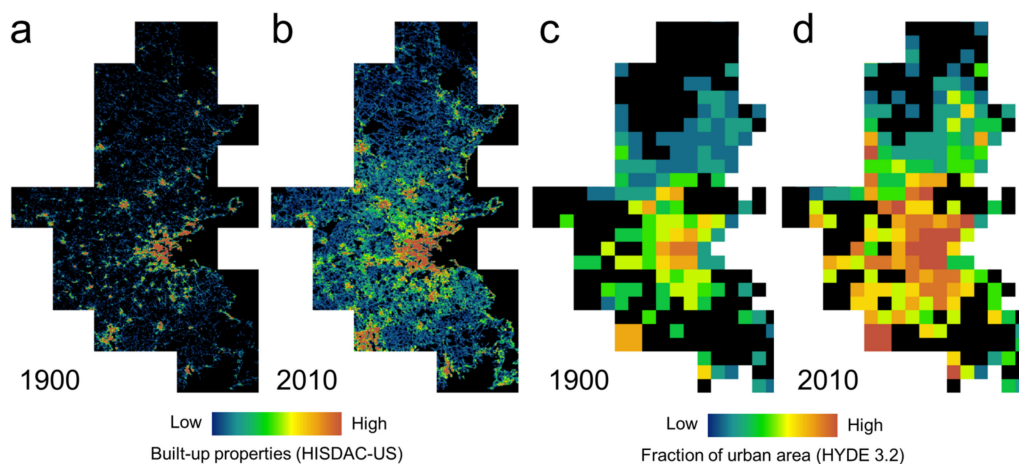 a b c d
1900 2010 1900 2010
Low High Low High
Built-up properties (HISDAC-US) Fraction of urban area (HYDE 3.2)